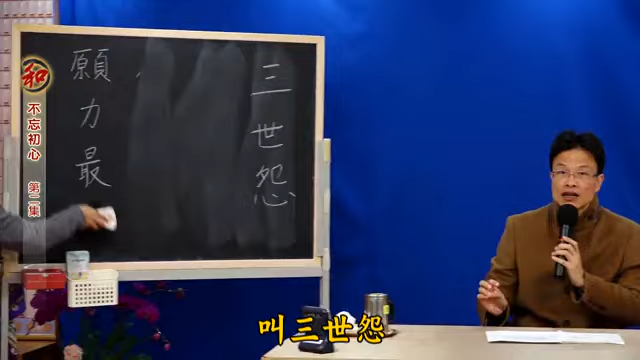 三世怨
願力最
和
不忘初心 第二集
叫三世怨